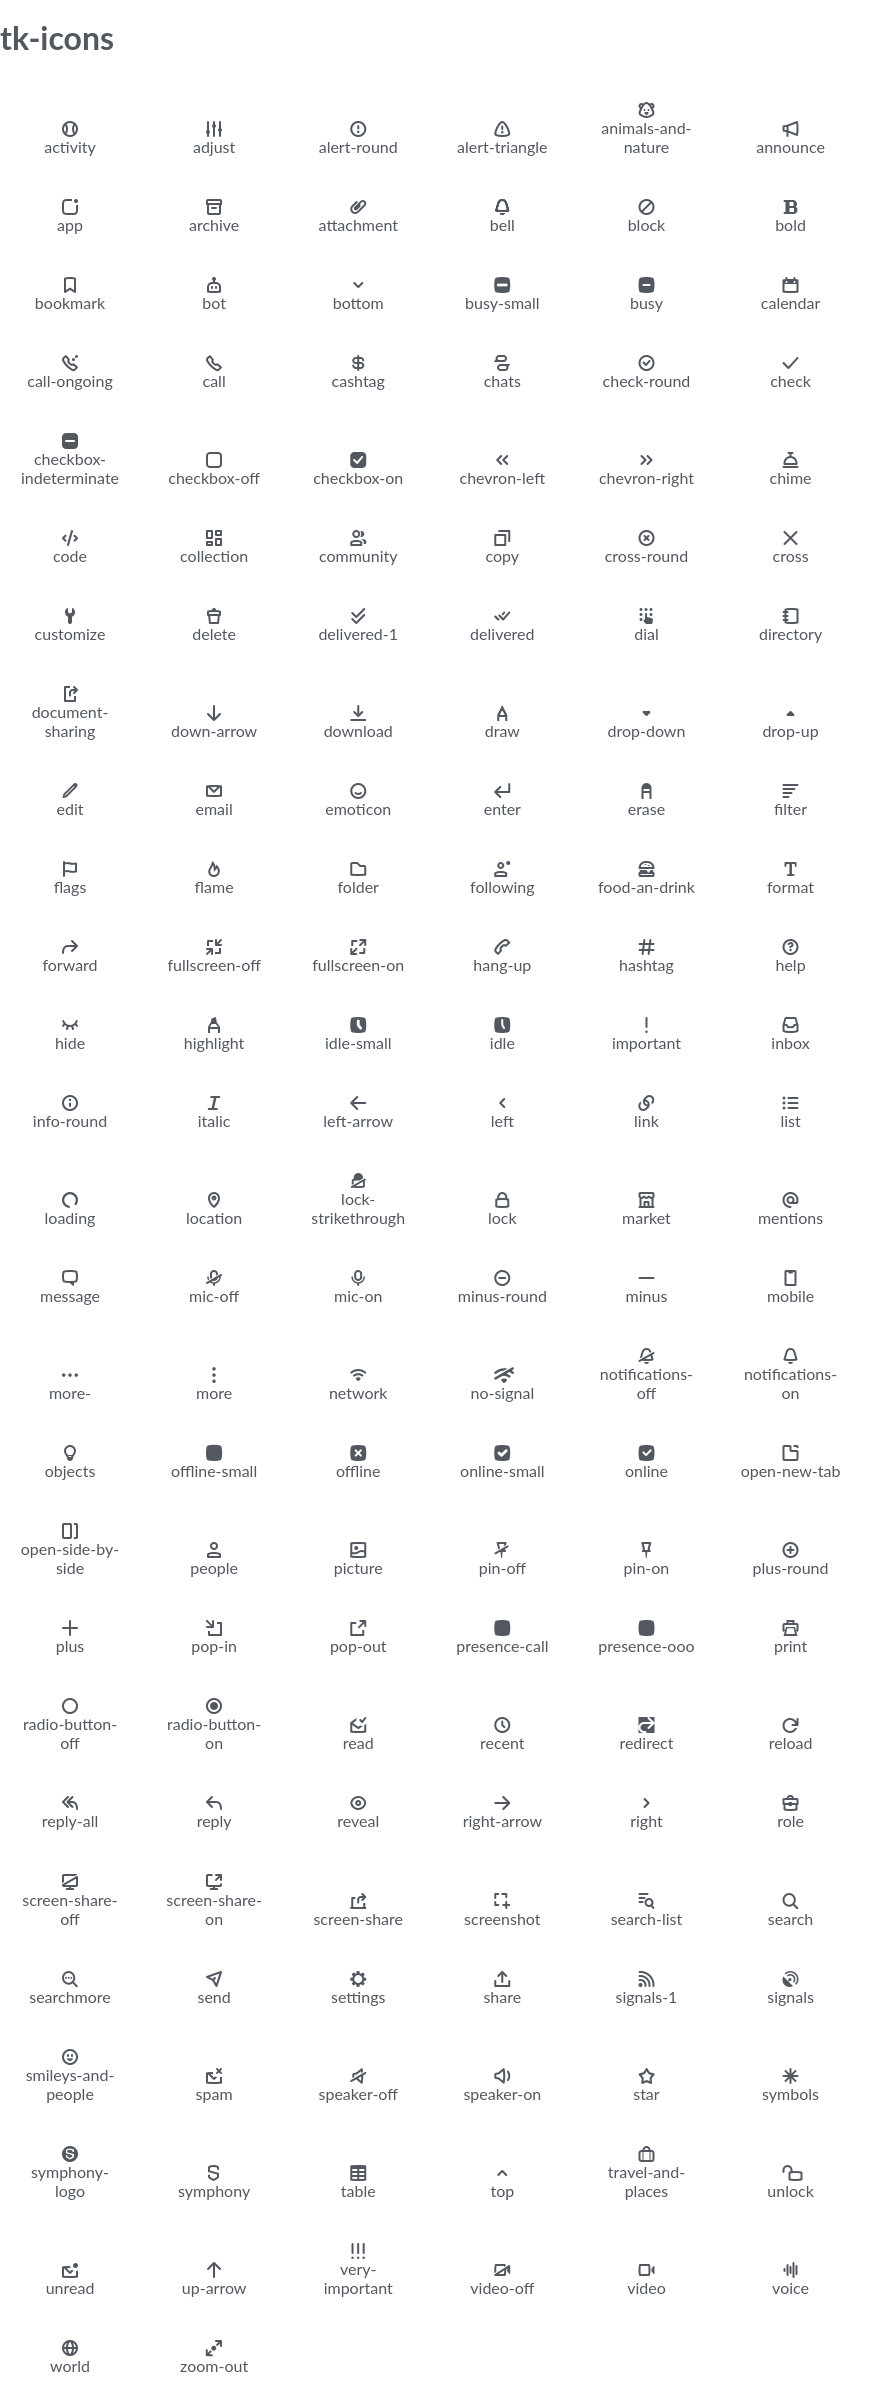 tk-icons
activity adjust alert-round alert-triangle animals-and-nature announce
app archive attachment bell block bold
bookmark bot bottom busy-small busy calendar
call-ongoing call cashtag chats check-round check
checkbox-indeterminate checkbox-off checkbox-on chevron-left chevron-right chime
code collection community copy cross-round cross
customize delete delivered-1 delivered dial directory
document-sharing down-arrow download draw drop-down drop-up
edit email emoticon enter erase filter
flags flame folder following food-an-drink format
forward fullscreen-off fullscreen-on hang-up hashtag help
hide highlight idle-small idle important inbox
info-round italic left-arrow left link list
loading location lock-strikethrough lock market mentions
message mic-off mic-on minus-round minus mobile
more- more network no-signal notifications-off notifications-on
objects offline-small offline online-small online open-new-tab
open-side-by-side people picture pin-off pin-on plus-round
plus pop-in pop-out presence-call presence-ooo print
radio-button-off radio-button-on read recent redirect reload
reply-all reply reveal right-arrow right role
screen-share-off screen-share-on screen-share screenshot search-list search
searchmore send settings share signals-1 signals
smileys-and-people spam speaker-off speaker-on star symbols
symphony-logo symphony table top travel-and-places unlock
unread up-arrow very-important video-off video voice
world zoom-out